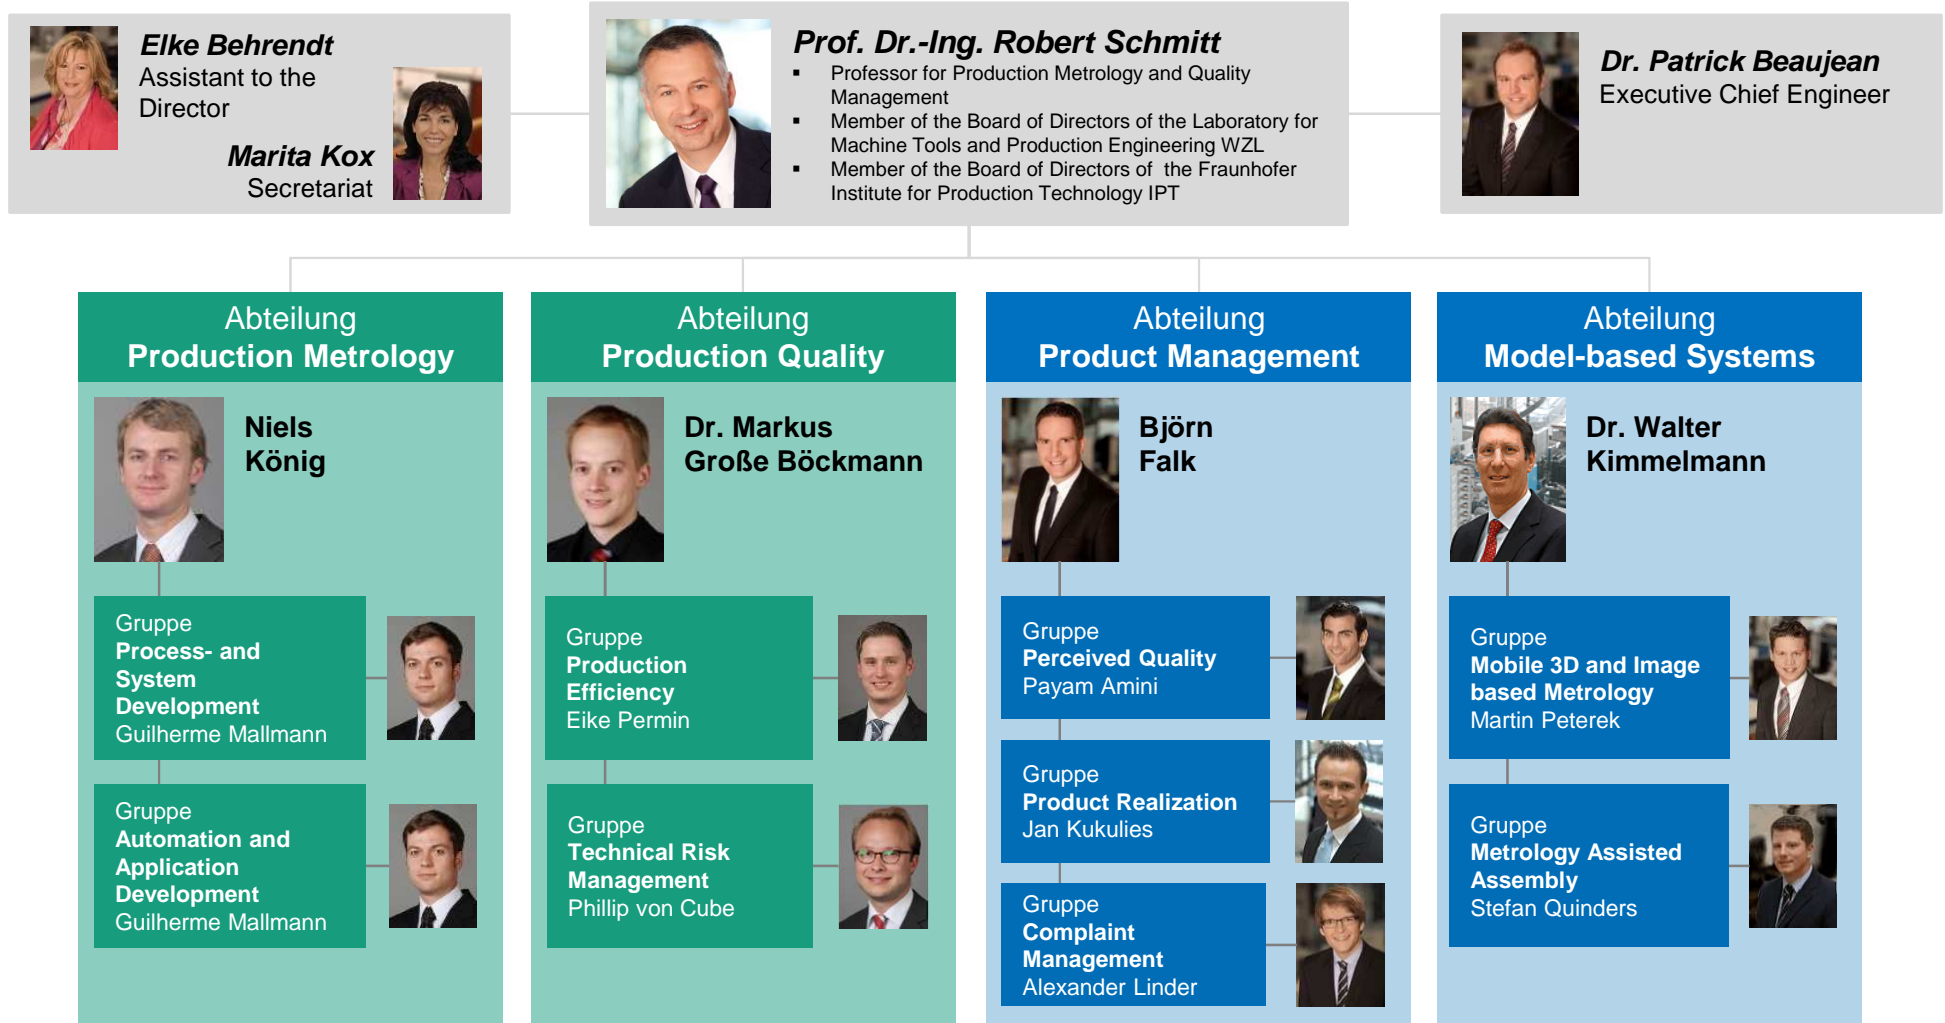 Elke Behrendt
Assistant to the
Director
Marita Kox
Secretariat
Prof. Dr.-Ing. Robert Schmitt
▪ Professor for Production Metrology and Quality
Management
▪ Member of the Board of Directors of the Laboratory for
Machine Tools and Production Engineering WZL
▪ Member of the Board of Directors of the Fraunhofer
Institute for Production Technology IPT
Dr. Patrick Beaujean
Executive Chief Engineer
Abteilung
Production Metrology
Niels
König
Gruppe
Process- and
System
Development
Guilherme Mallmann
Gruppe
Automation and
Application
Development
Guilherme Mallmann
Abteilung
Production Quality
Dr. Markus
Große Böckmann
Gruppe
Production
Efficiency
Eike Permin
Gruppe
Technical Risk
Management
Phillip von Cube
Abteilung
Product Management
Björn
Falk
Gruppe
Perceived Quality
Payam Amini
Gruppe
Product Realization
Jan Kukulies
Gruppe
Complaint
Management
Alexander Linder
Abteilung
Model-based Systems
Dr. Walter
Kimmelmann
Gruppe
Mobile 3D and Image
based Metrology
Martin Peterek
Gruppe
Metrology Assisted
Assembly
Stefan Quinders